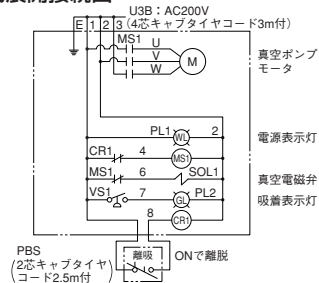 U3B：AC200V
E 1 2 3 (4芯キャブタイヤコード3m付)
MS1 U
V
W
M
真空ポンプ
モータ
PL1 WL 2 電源表示灯
CR1 4 MS1
MS1 6 SOL1 真空電磁弁
VS1 7 GL PL2 吸着表示灯
8 CR1
PBS
(2芯キャブタイヤ
コード2.5m付)
離吸 ONで離脱